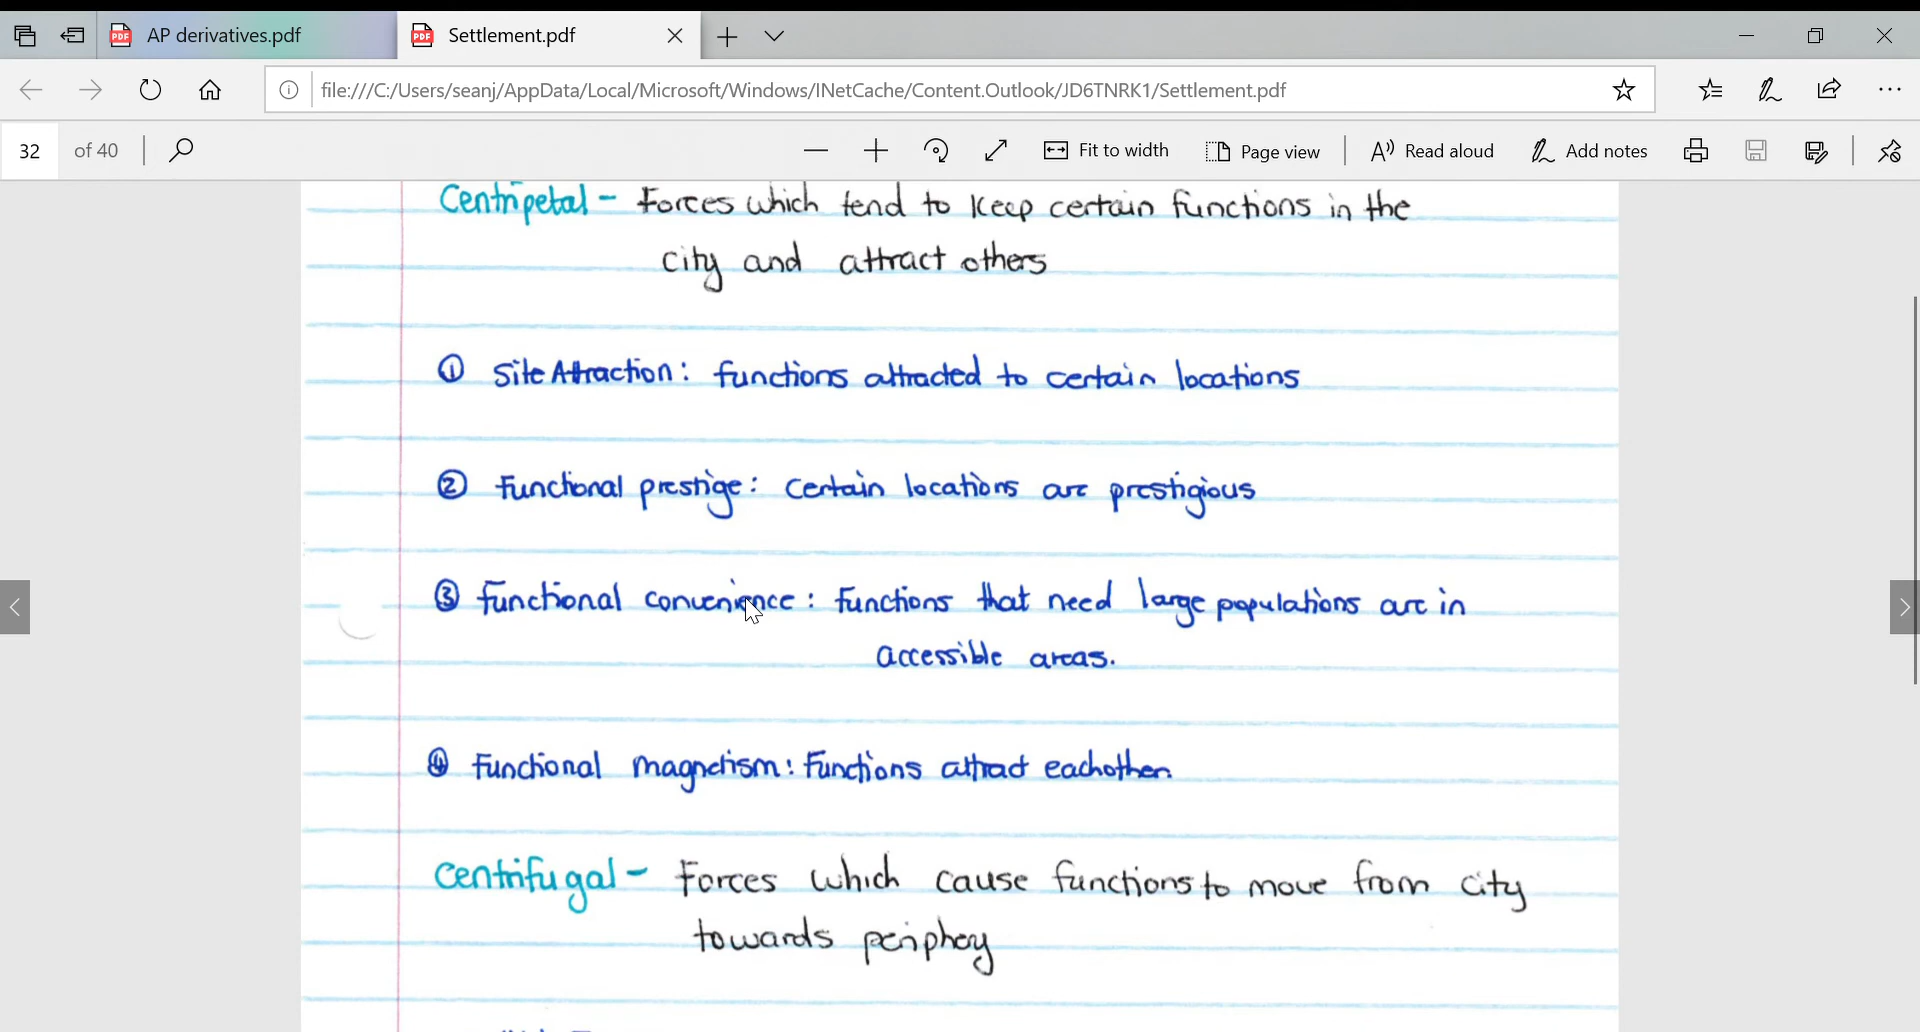 AP derivatives.pdf
Settlement.pdf
file:///C:/Users/seanj/AppData/Local/Microsoft/Windows/INetCache/Content.Outlook/JD6TNRK1/Settlement.pdf
32 of 40
Fit to width
Page view
Read aloud
Add notes
Centripetal - Forces which tend to keep certain functions in the
city and attract others
① Site Attraction: functions attracted to certain locations
② Functional prestige: certain locations are prestigious
③ Functional convenience: functions that need large populations are in
accessible areas.
④ Functional magnetism: Functions attract eachother.
Centrifugal - Forces which cause functions to move from city
towards periphey